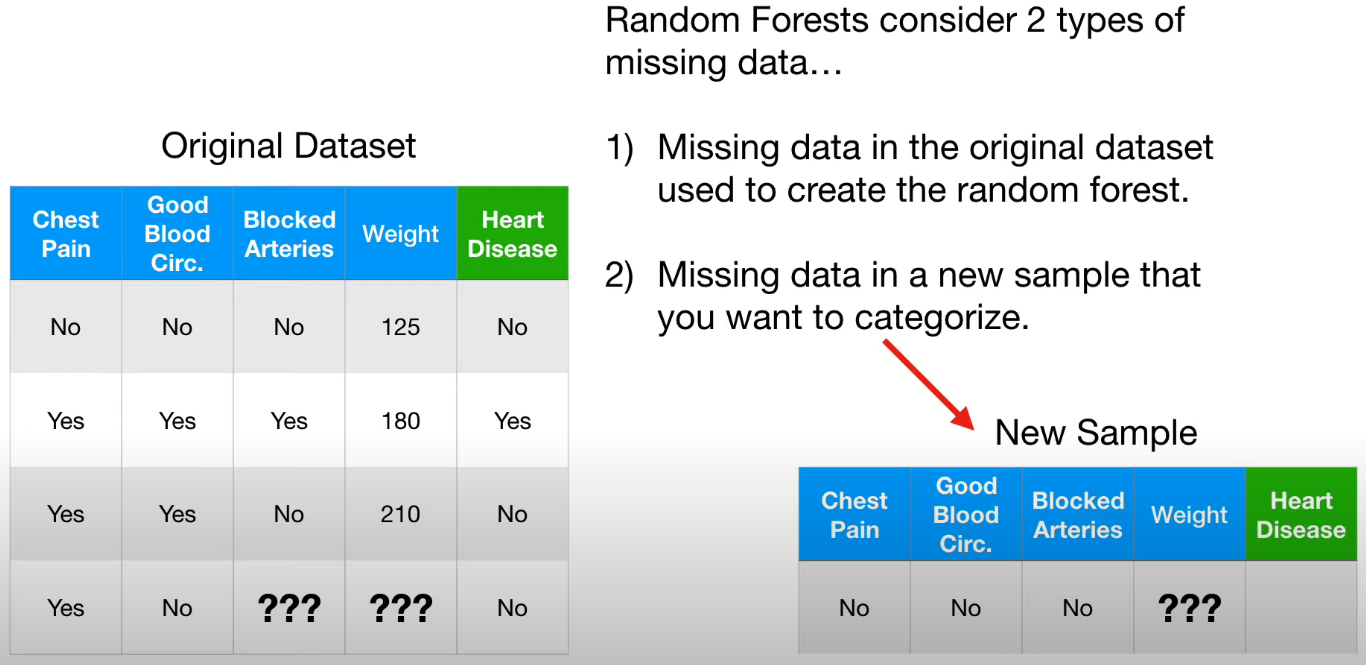 Random Forests consider 2 types of
missing data…
1) Missing data in the original dataset
used to create the random forest.
2) Missing data in a new sample that
you want to categorize.
Original Dataset
Chest Pain Good Blood Circ. Blocked Arteries Weight Heart Disease
No No No 125 No
Yes Yes Yes 180 Yes
Yes Yes No 210 No
Yes No ??? ??? No
New Sample
Chest Pain Good Blood Circ. Blocked Arteries Weight Heart Disease
No No No ???